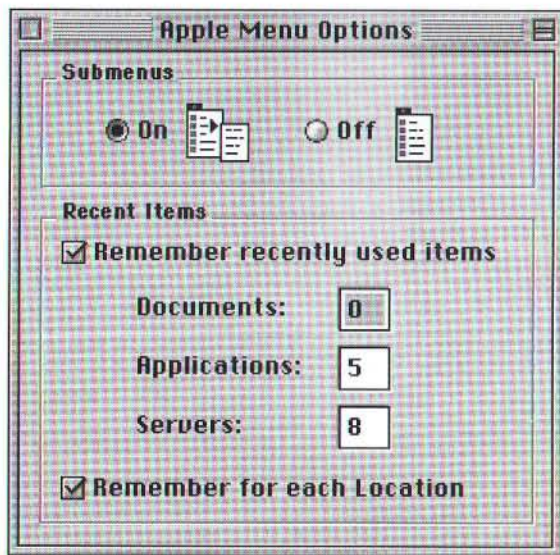 Apple Menu Options
Submenus
On
Off
Recent Items
Remember recently used items
Documents: 0
Applications: 5
Servers: 8
Remember for each Location